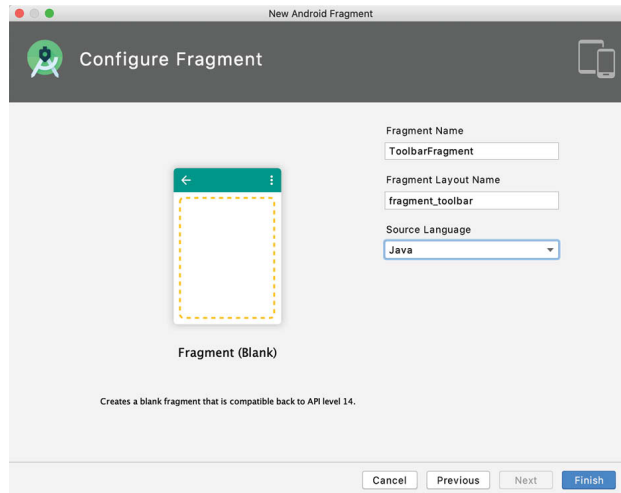 New Android Fragment
Configure Fragment
Fragment Name
ToolbarFragment
Fragment Layout Name
fragment_toolbar
Source Language
Java
Fragment (Blank)
Creates a blank fragment that is compatible back to API level 14.
Cancel Previous Next Finish